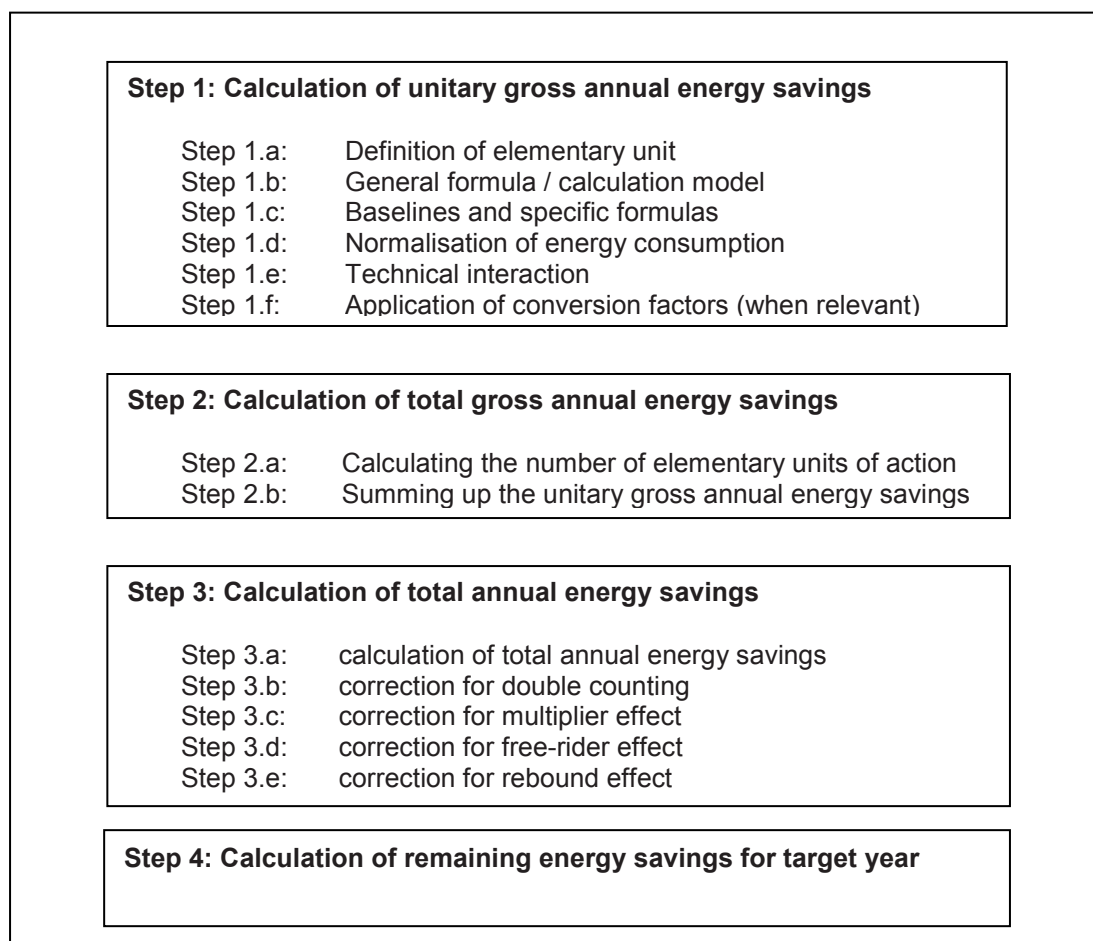 Step 1: Calculation of unitary gross annual energy savings
Step 1.a: Definition of elementary unit
Step 1.b: General formula / calculation model
Step 1.c: Baselines and specific formulas
Step 1.d: Normalisation of energy consumption
Step 1.e: Technical interaction
Step 1.f: Application of conversion factors (when relevant)
Step 2: Calculation of total gross annual energy savings
Step 2.a: Calculating the number of elementary units of action
Step 2.b: Summing up the unitary gross annual energy savings
Step 3: Calculation of total annual energy savings
Step 3.a: calculation of total annual energy savings
Step 3.b: correction for double counting
Step 3.c: correction for multiplier effect
Step 3.d: correction for free-rider effect
Step 3.e: correction for rebound effect
Step 4: Calculation of remaining energy savings for target year